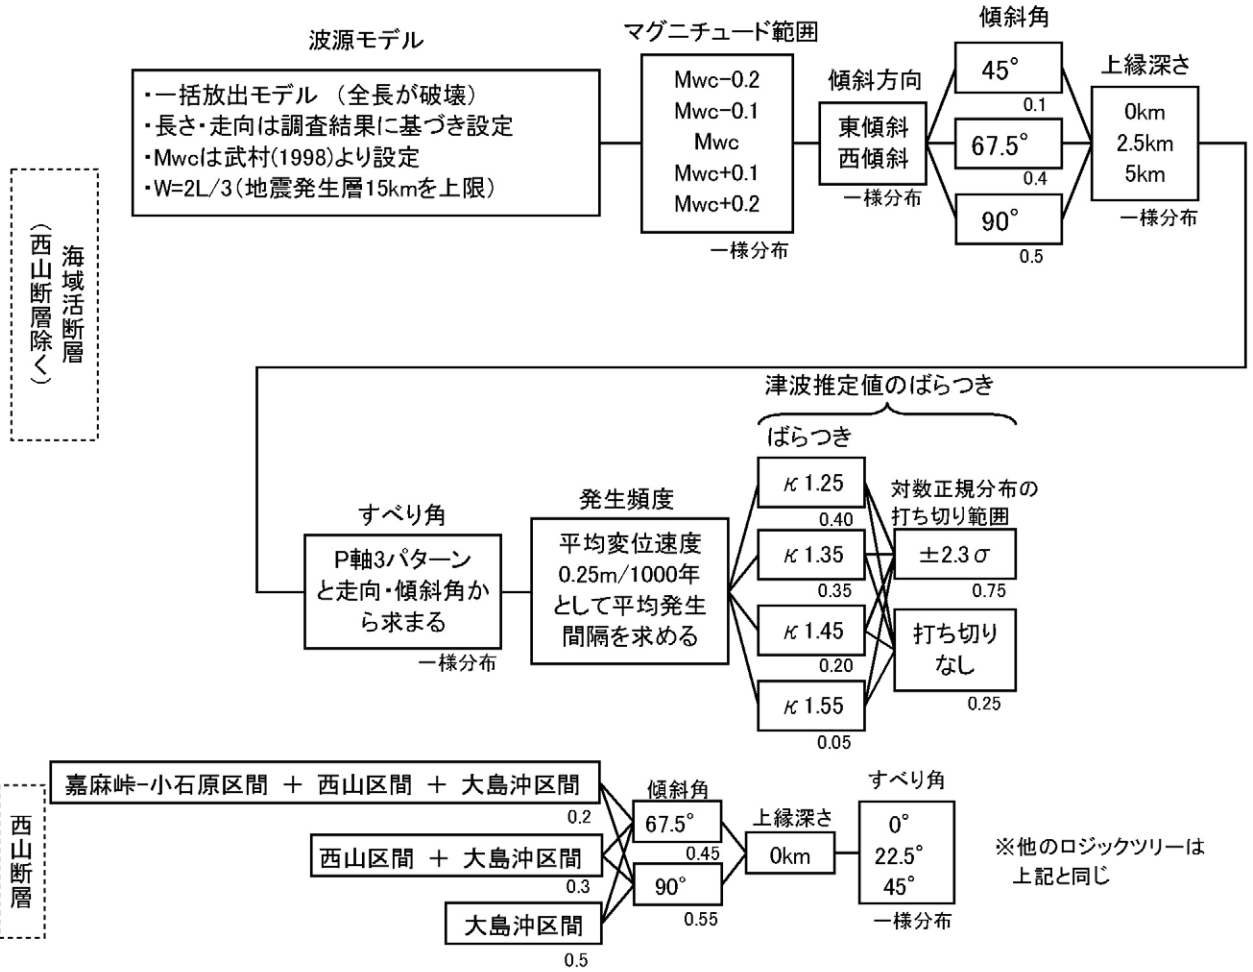 海域活断層
（西山断層除く）
波源モデル
・一括放出モデル （全長が破壊）
・長さ・走向は調査結果に基づき設定
・Mwcは武村(1998)より設定
・W=2L/3（地震発生層15kmを上限）
マグニチュード範囲
Mwc-0.2
Mwc-0.1
Mwc
Mwc+0.1
Mwc+0.2
一様分布
傾斜方向
東傾斜
西傾斜
一様分布
傾斜角
45°
0.1
67.5°
0.4
90°
0.5
上縁深さ
0km
2.5km
5km
一様分布
すべり角
P軸3パターン
と走向・傾斜角か
ら求まる
一様分布
発生頻度
平均変位速度
0.25m/1000年
として平均発生
間隔を求める
津波推定値のばらつき
ばらつき
κ1.25
0.40
κ1.35
0.35
κ1.45
0.20
κ1.55
0.05
対数正規分布の
打ち切り範囲
±2.3σ
0.75
打ち切り
なし
0.25
西山断層
嘉麻峠-小石原区間 ＋ 西山区間 ＋ 大島沖区間
0.2
西山区間 ＋ 大島沖区間
0.3
大島沖区間
0.5
傾斜角
67.5°
0.45
90°
0.55
上縁深さ
0km
すべり角
0°
22.5°
45°
一様分布
※他のロジックツリーは
上記と同じ